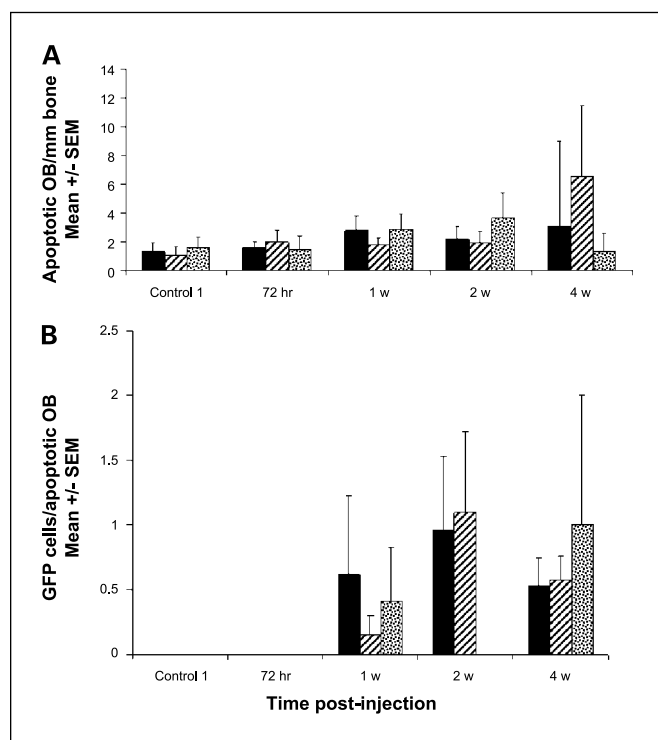 A
Apoptotic OB/mm bone
Mean +/- SEM
14
12
10
8
6
4
2
0
Control 1 72 hr 1 w 2 w 4 w
B
GFP cells/apoptotic OB
Mean +/- SEM
2.5
2
1.5
1
0.5
0
Control 1 72 hr 1 w 2 w 4 w
Time post-injection